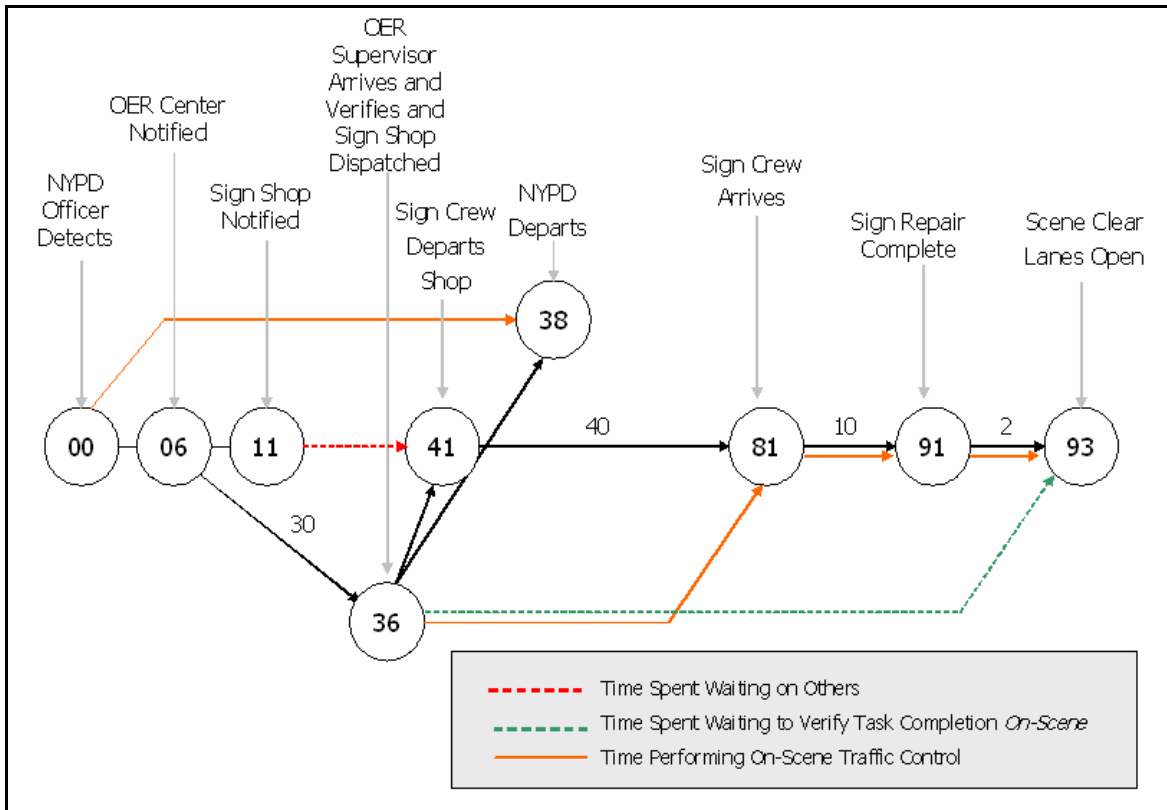 OER
Supervisor
Arrives and
Verifies and
Sign Shop
Dispatched
OER Center
Notified
NYPD
Officer
Detects
Sign Shop
Notified
Sign Crew
Departs
Shop
NYPD
Departs
Sign Crew
Arrives
Sign Repair
Complete
Scene Clear
Lanes Open
38
00
06
11
41
40
81
10
91
2
93
30
36
Time Spent Waiting on Others
Time Spent Waiting to Verify Task Completion On-Scene
Time Performing On-Scene Traffic Control